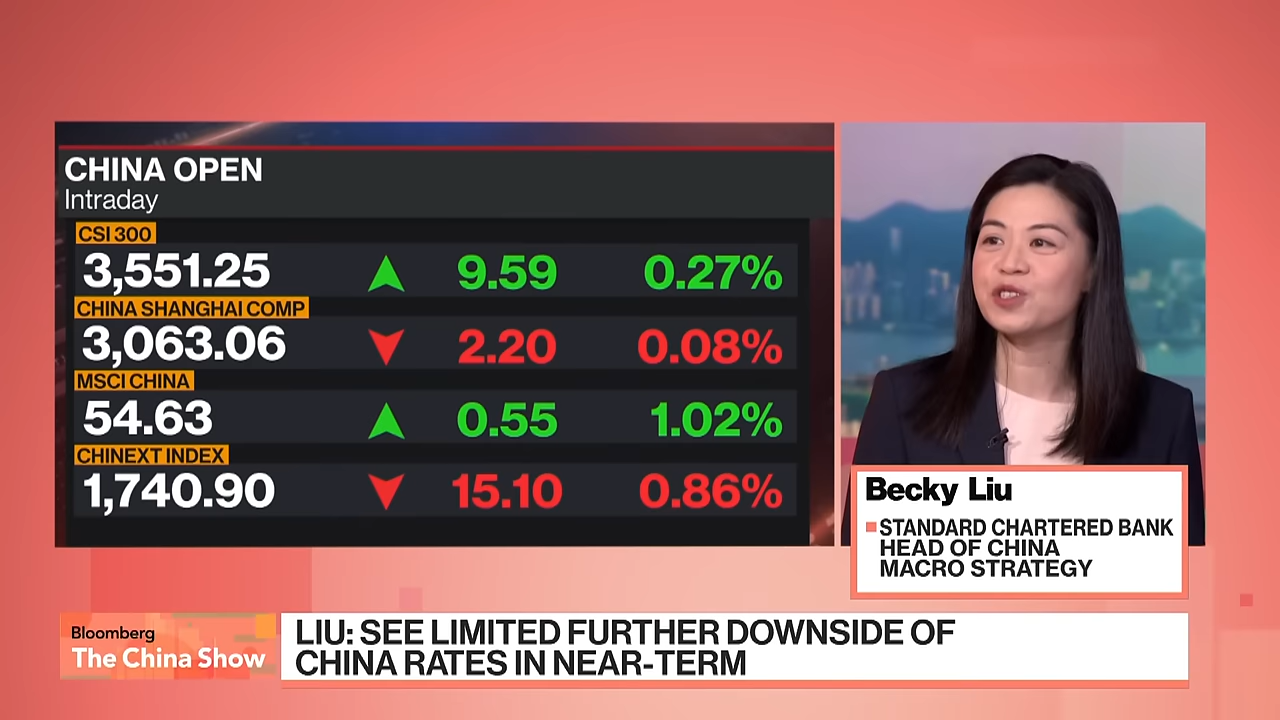 CHINA OPEN
Intraday
CSI 300
3,551.25 9.59 0.27%
CHINA SHANGHAI COMP
3,063.06 2.20 0.08%
MSCI CHINA
54.63 0.55 1.02%
CHINEXT INDEX
1,740.90 15.10 0.86%
Becky Liu
STANDARD CHARTERED BANK
HEAD OF CHINA
MACRO STRATEGY
Bloomberg
The China Show
LIU: SEE LIMITED FURTHER DOWNSIDE OF
CHINA RATES IN NEAR-TERM